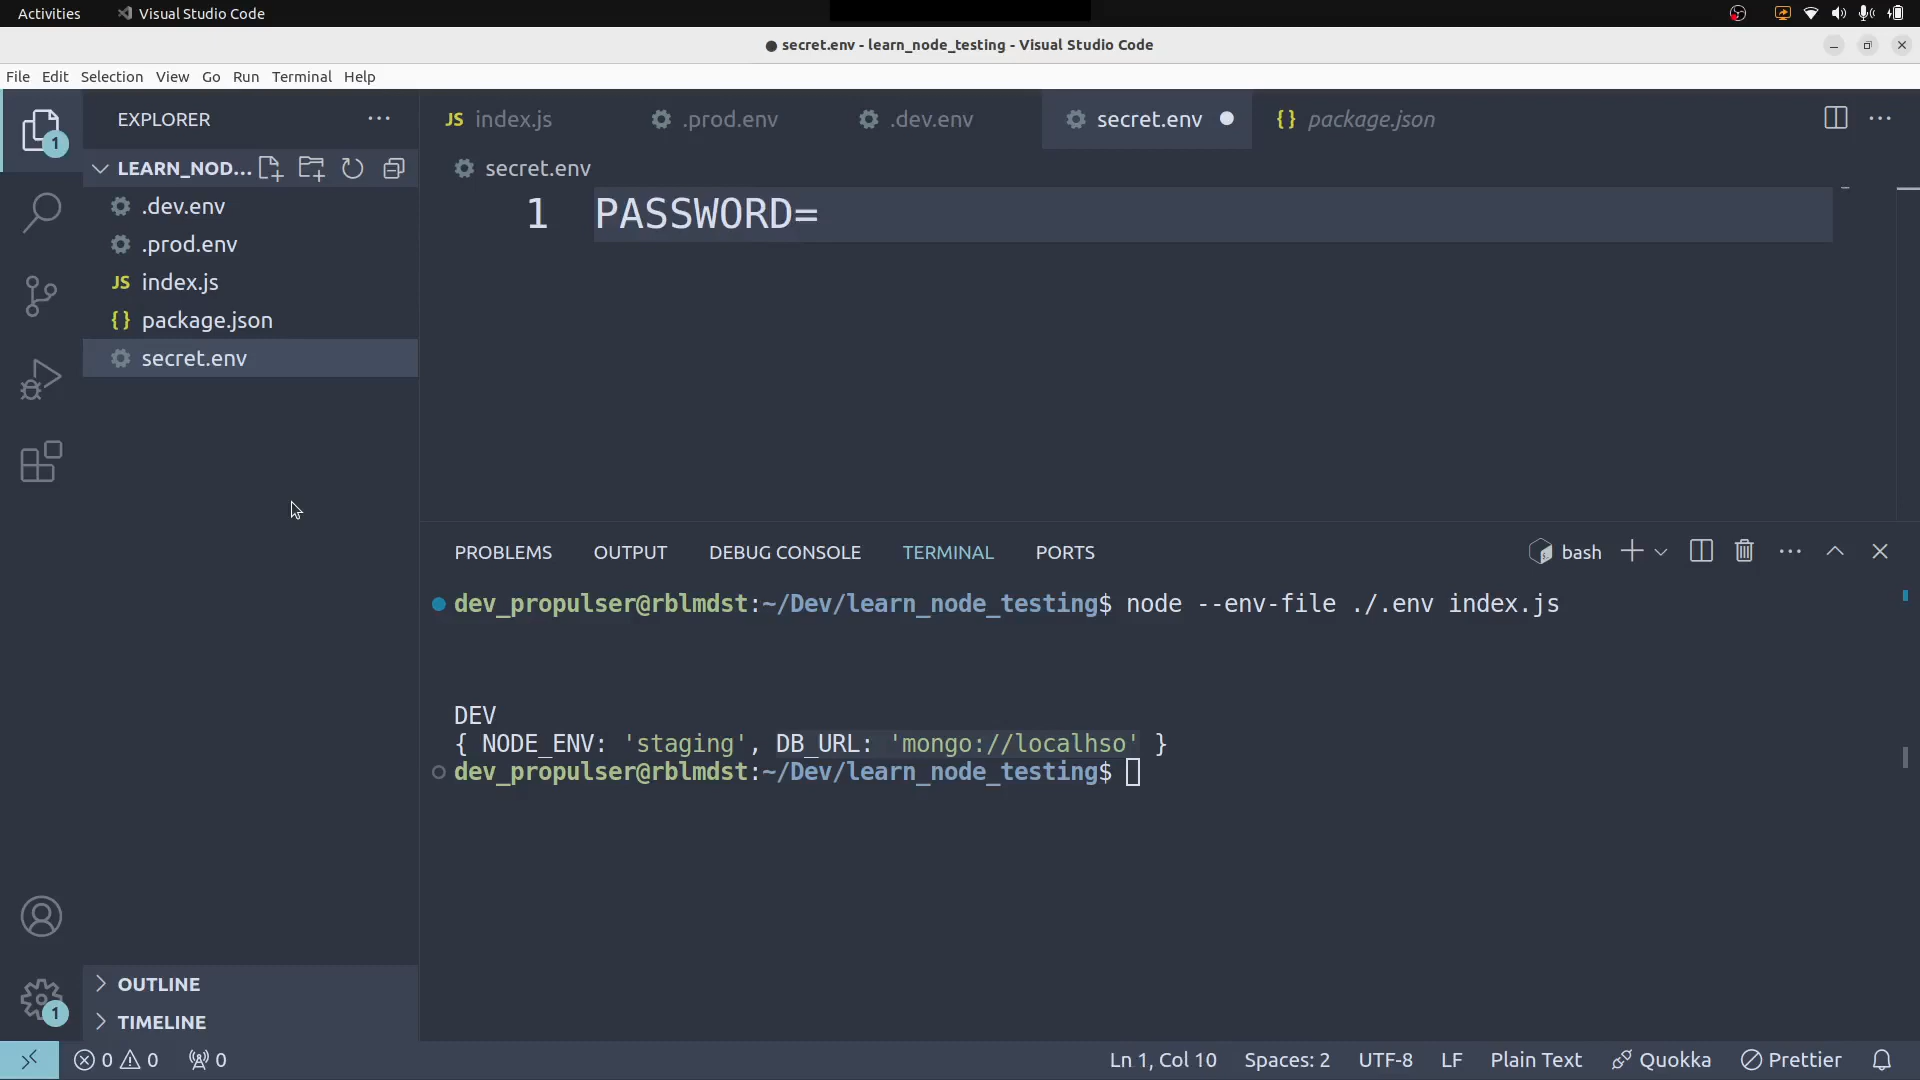 Activities
Visual Studio Code
● secret.env - learn_node_testing - Visual Studio Code
File Edit Selection View Go Run Terminal Help
1
EXPLORER
LEARN_NOD...
.dev.env
.prod.env
JS index.js
{} package.json
secret.env
OUTLINE
TIMELINE
1
JS index.js
.prod.env
.dev.env
secret.env
{} package.json
secret.env
1 PASSWORD=
PROBLEMS OUTPUT DEBUG CONSOLE TERMINAL PORTS
bash
dev_propulser@rblmdst:~/Dev/learn_node_testing$ node --env-file ./.env index.js
DEV
{ NODE_ENV: 'staging', DB_URL: 'mongo://localhso' }
dev_propulser@rblmdst:~/Dev/learn_node_testing$
0 0 0
Ln 1, Col 10 Spaces: 2 UTF-8 LF Plain Text Quokka Prettier